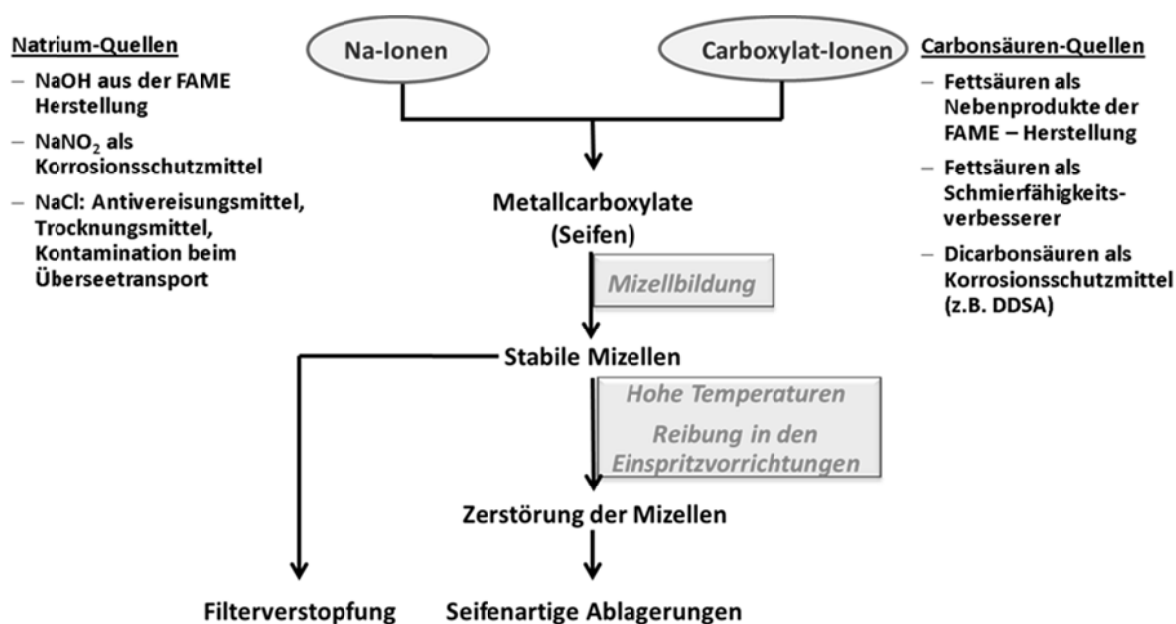 Natrium-Quellen
– NaOH aus der FAME
Herstellung
– NaNO₂ als
Korrosionsschutzmittel
– NaCl: Antivereisungsmittel,
Trocknungsmittel,
Kontamination beim
Überseetransport
Na-Ionen
Carboxylat-Ionen
Carbonsäuren-Quellen
– Fettsäuren als
Nebenprodukte der
FAME – Herstellung
– Fettsäuren als
Schmierfähigkeits-
verbesserer
– Dicarbonsäuren als
Korrosionsschutzmittel
(z.B. DDSA)
Metallcarboxylate
(Seifen)
Mizellbildung
Stabile Mizellen
Hohe Temperaturen
Reibung in den
Einspritzvorrichtungen
Zerstörung der Mizellen
Filterverstopfung
Seifenartige Ablagerungen